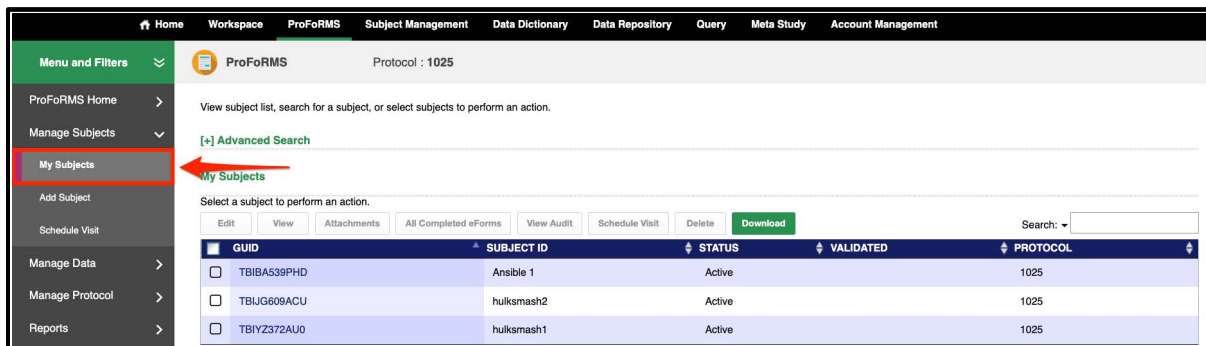 Home Workspace ProFoRMS Subject Management Data Dictionary Data Repository Query Meta Study Account Management
Menu and Filters
ProFoRMS Protocol : 1025
ProFoRMS Home
Manage Subjects
My Subjects
Add Subject
Schedule Visit
Manage Data
Manage Protocol
Reports
View subject list, search for a subject, or select subjects to perform an action.
[+] Advanced Search
My Subjects
Select a subject to perform an action.
Edit View Attachments All Completed eForms View Audit Schedule Visit Delete Download Search:
GUID SUBJECT ID STATUS VALIDATED PROTOCOL
TBIBA539PHD Ansible 1 Active 1025
TBIJG609ACU hulksmash2 Active 1025
TBIYZ372AU0 hulksmash1 Active 1025